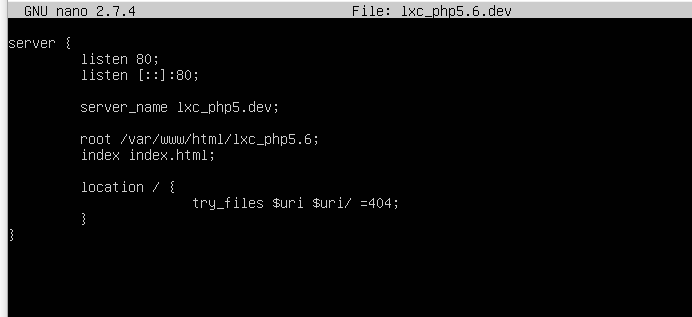 GNU nano 2.7.4 File: lxc_php5.6.dev
server {
listen 80;
listen [::]:80;
server_name lxc_php5.dev;
root /var/www/html/lxc_php5.6;
index index.html;
location / {
try_files $uri $uri/ =404;
}
}